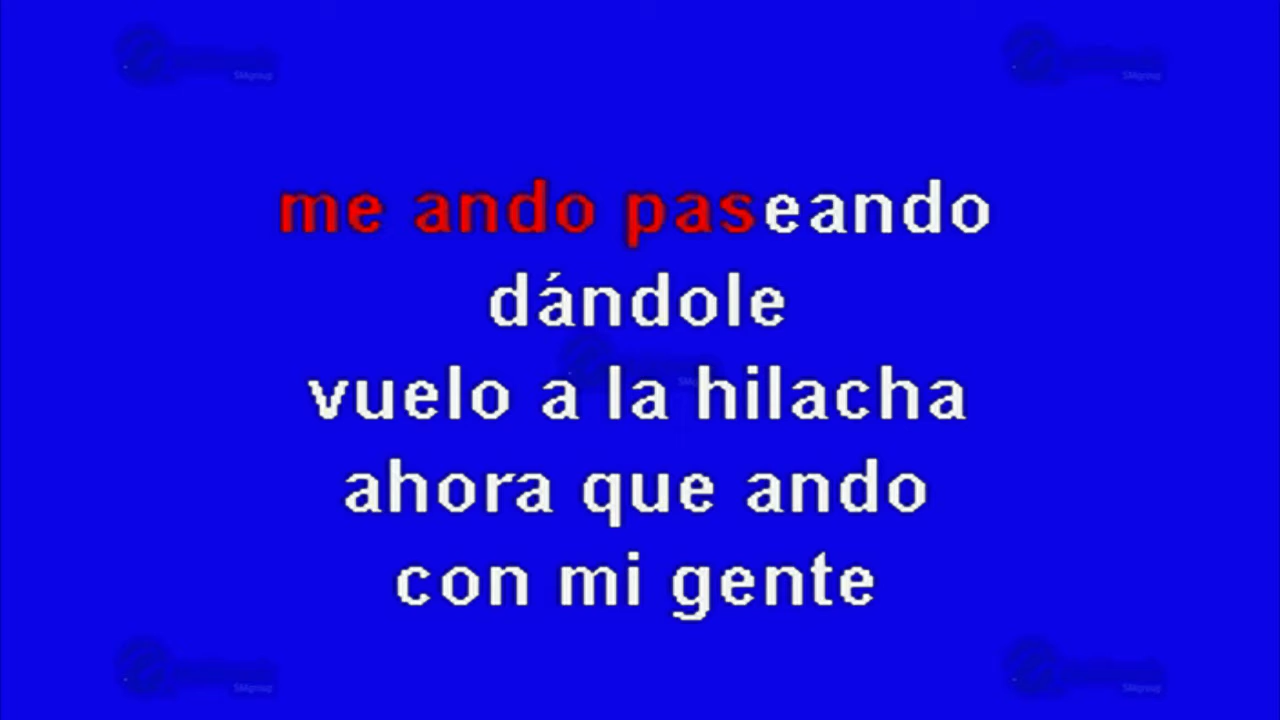 me ando paseando
dándole
vuelo a la hilacha
ahora que ando
con mi gente